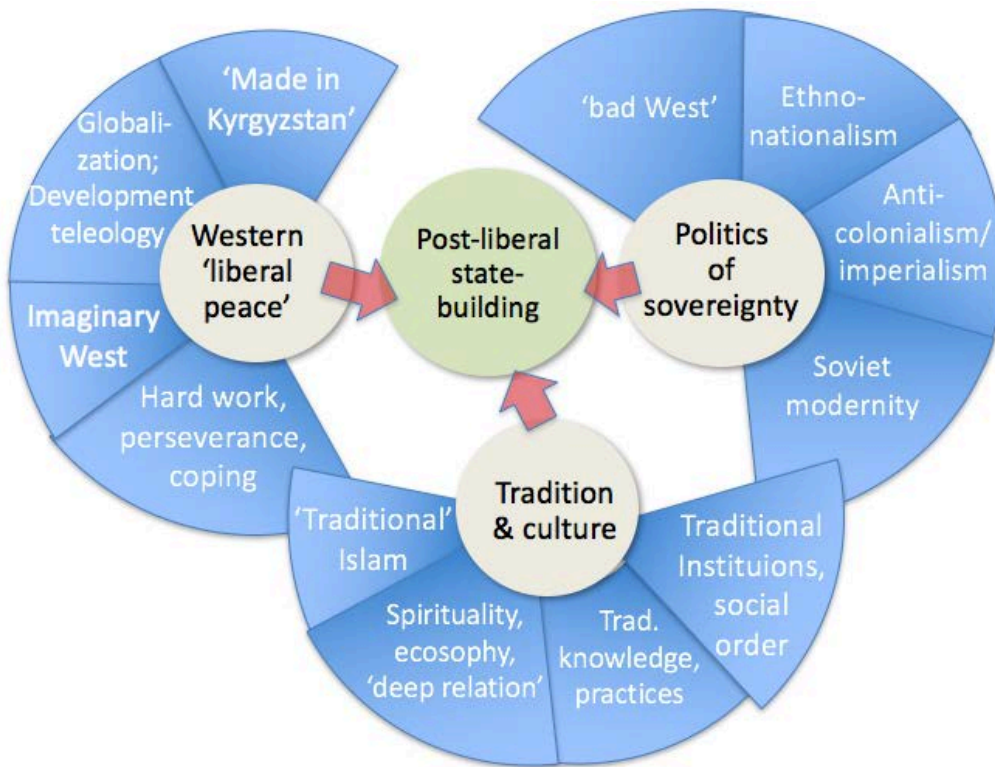 'Made in
Kyrgyzstan'
Globali-
zation;
Development
teleology
Imaginary
West
Hard work,
perseverance,
coping
Western
'liberal
peace'
Post-liberal
state-
building
Politics
of
sovereignty
'bad West'
Ethno-
nationalism
Anti-
colonialism/
imperialism
Soviet
modernity
Tradition
& culture
'Traditional'
Islam
Spirituality,
ecosophy,
'deep relation'
Trad.
knowledge,
practices
Traditional
Instituions,
social
order